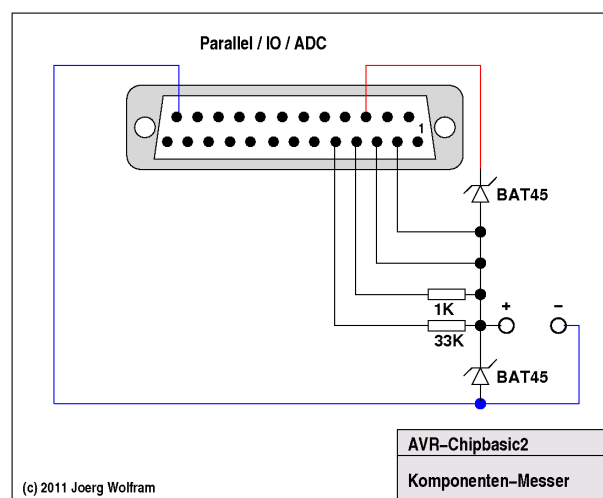 Parallel / IO / ADC
1
BAT45
1K
+ −
33K
BAT45
AVR−Chipbasic2
Komponenten−Messer
(c) 2011 Joerg Wolfram